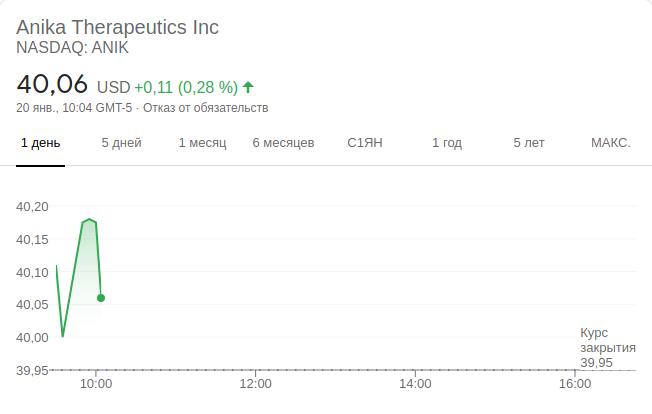 Anika Therapeutics Inc
NASDAQ: ANIK
40,06 USD +0,11 (0,28 %)
20 янв., 10:04 GMT-5 · Отказ от обязательств
1 день 5 дней 1 месяц 6 месяцев С1ЯН 1 год 5 лет МАКС.
40,20
40,15
40,10
40,05
40,00
39,95
Курс
закрытия
39,95
10:00 12:00 14:00 16:00